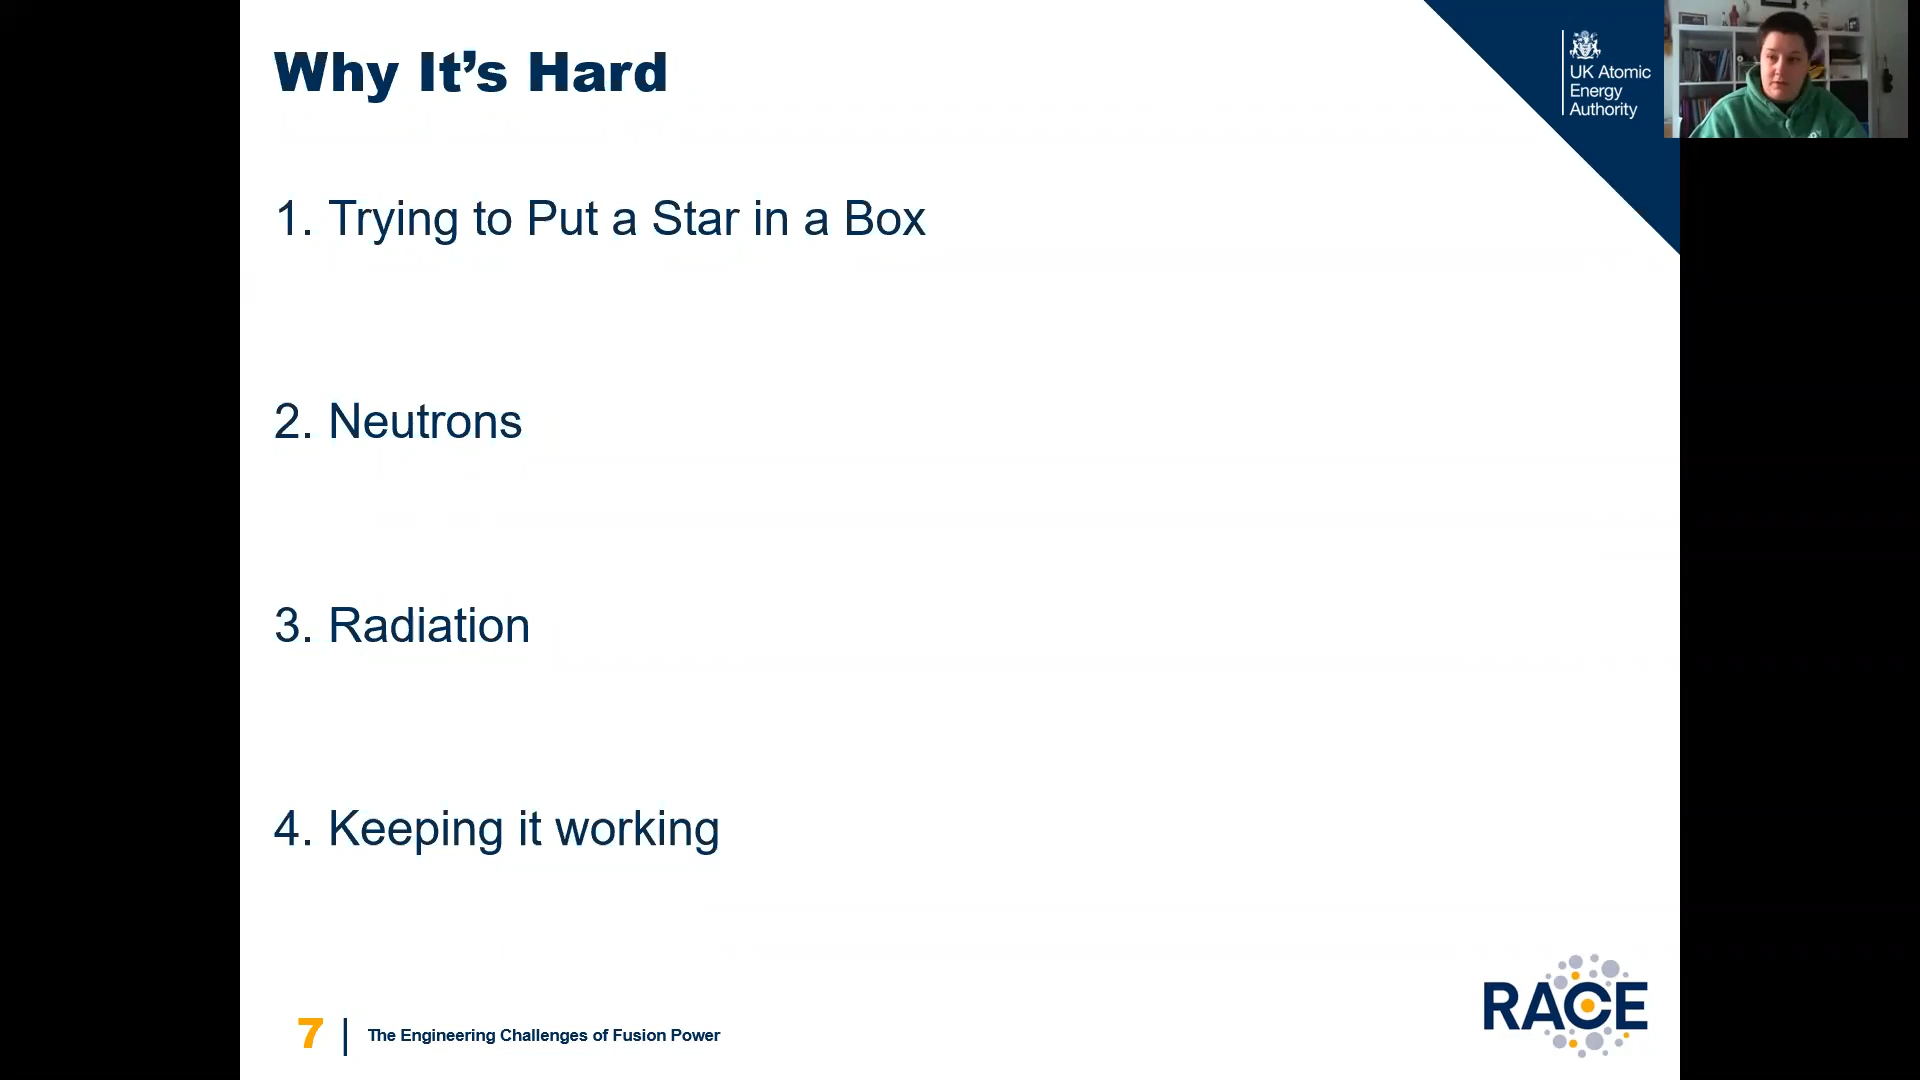 Why It's Hard
UK Atomic
Energy
Authority
1. Trying to Put a Star in a Box
2. Neutrons
3. Radiation
4. Keeping it working
7
The Engineering Challenges of Fusion Power
RACE